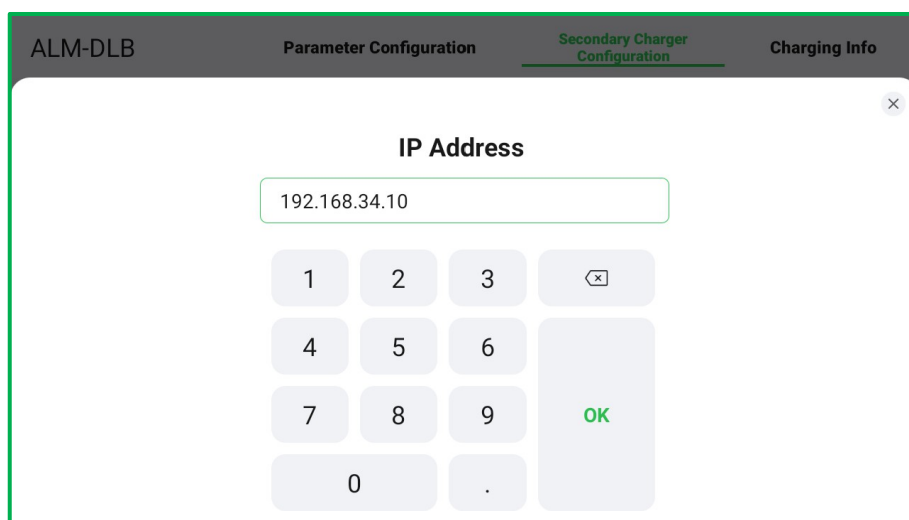 ALM-DLB
Parameter Configuration
Secondary Charger
Configuration
Charging Info
IP Address
192.168.34.10
1 2 3
4 5 6
7 8 9 OK
0 .